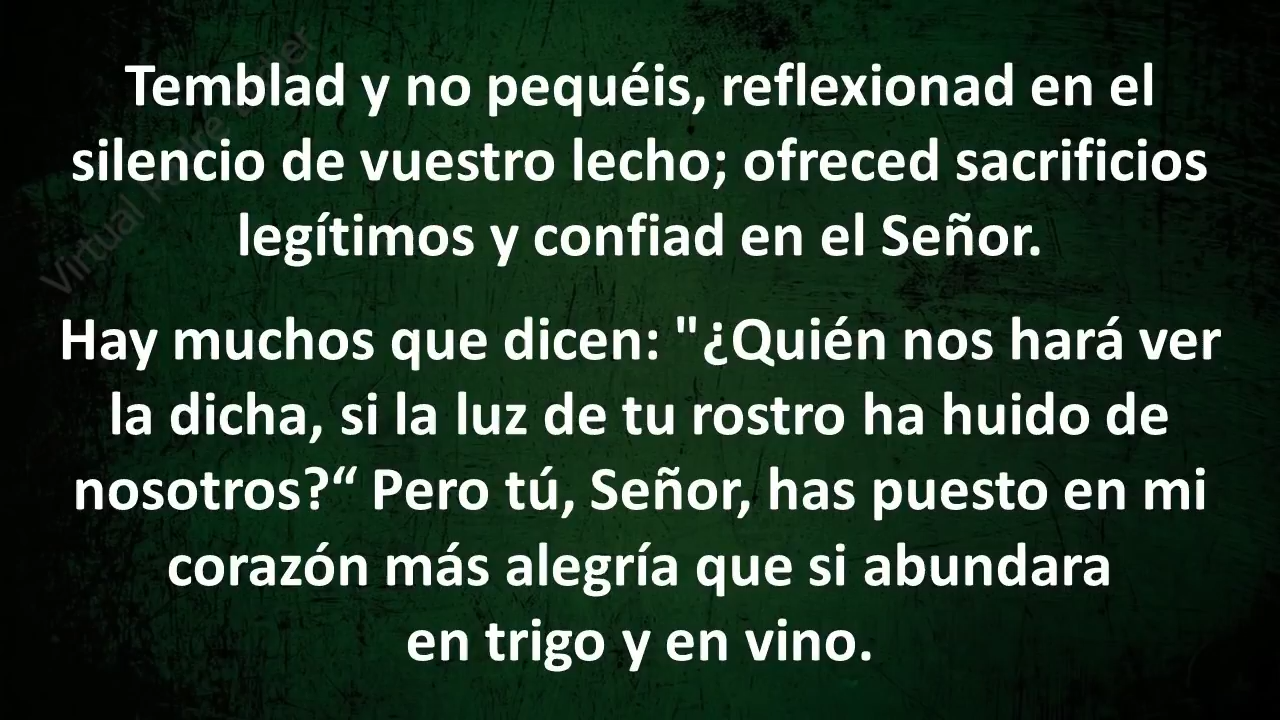 Temblad y no pequéis, reflexionad en el
silencio de vuestro lecho; ofreced sacrificios
legítimos y confiad en el Señor.
Hay muchos que dicen: "¿Quién nos hará ver
la dicha, si la luz de tu rostro ha huido de
nosotros?“ Pero tú, Señor, has puesto en mi
corazón más alegría que si abundara
en trigo y en vino.
Virtual